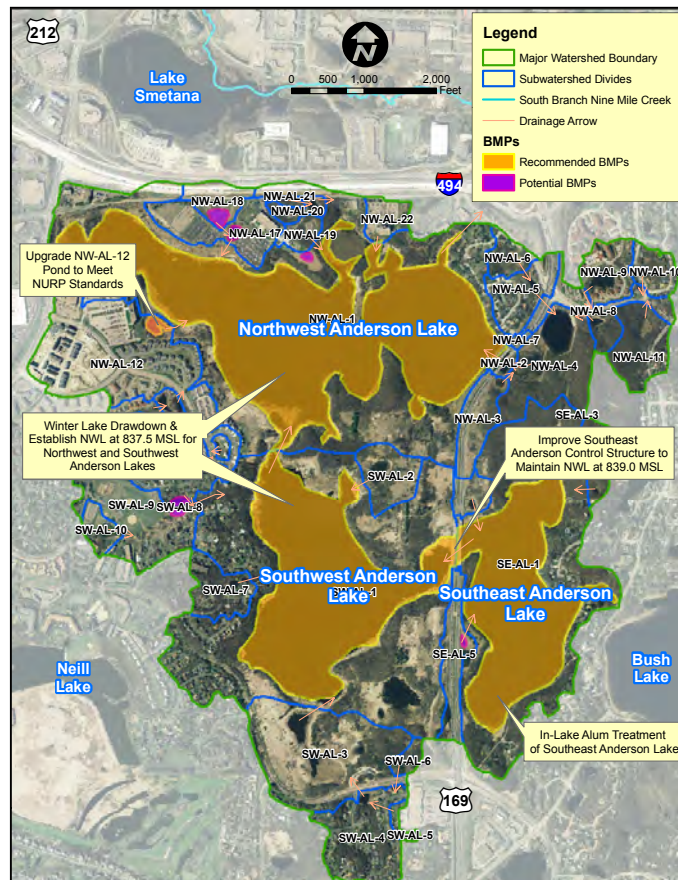 212
Lake
Smetana
N
0 500 1,000 2,000
Feet
Legend
Major Watershed Boundary
Subwatershed Divides
South Branch Nine Mile Creek
Drainage Arrow
BMPs
Recommended BMPs
Potential BMPs
494
NW-AL-18
NW-AL-21
NW-AL-20
NW-AL-17
NW-AL-19
NW-AL-22
NW-AL-6
NW-AL-5
NW-AL-9
NW-AL-10
NW-AL-8
NW-AL-11
Upgrade NW-AL-12
Pond to Meet
NURP Standards
NW-AL-1
Northwest Anderson Lake
NW-AL-7
NW-AL-2
NW-AL-4
NW-AL-12
NW-AL-3
SE-AL-3
Winter Lake Drawdown &
Establish NWL at 837.5 MSL for
Northwest and Southwest
Anderson Lakes
Improve Southeast
Anderson Control Structure to
Maintain NWL at 839.0 MSL
SW-AL-2
SW-AL-9
SW-AL-8
SW-AL-10
SE-AL-1
Southwest Anderson
Lake
SW-AL-1
SW-AL-7
Southeast Anderson
Lake
SE-AL-5
Neill
Lake
Bush
Lake
In-Lake Alum Treatment
of Southeast Anderson Lake
SW-AL-3
SW-AL-6
169
SW-AL-4
SW-AL-5